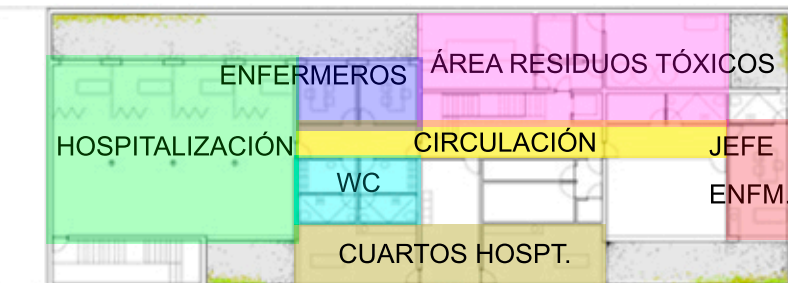 ENFERMEROS
ÁREA RESIDUOS TÓXICOS
HOSPITALIZACIÓN
CIRCULACIÓN
JEFE
ENFM.
WC
CUARTOS HOSPT.